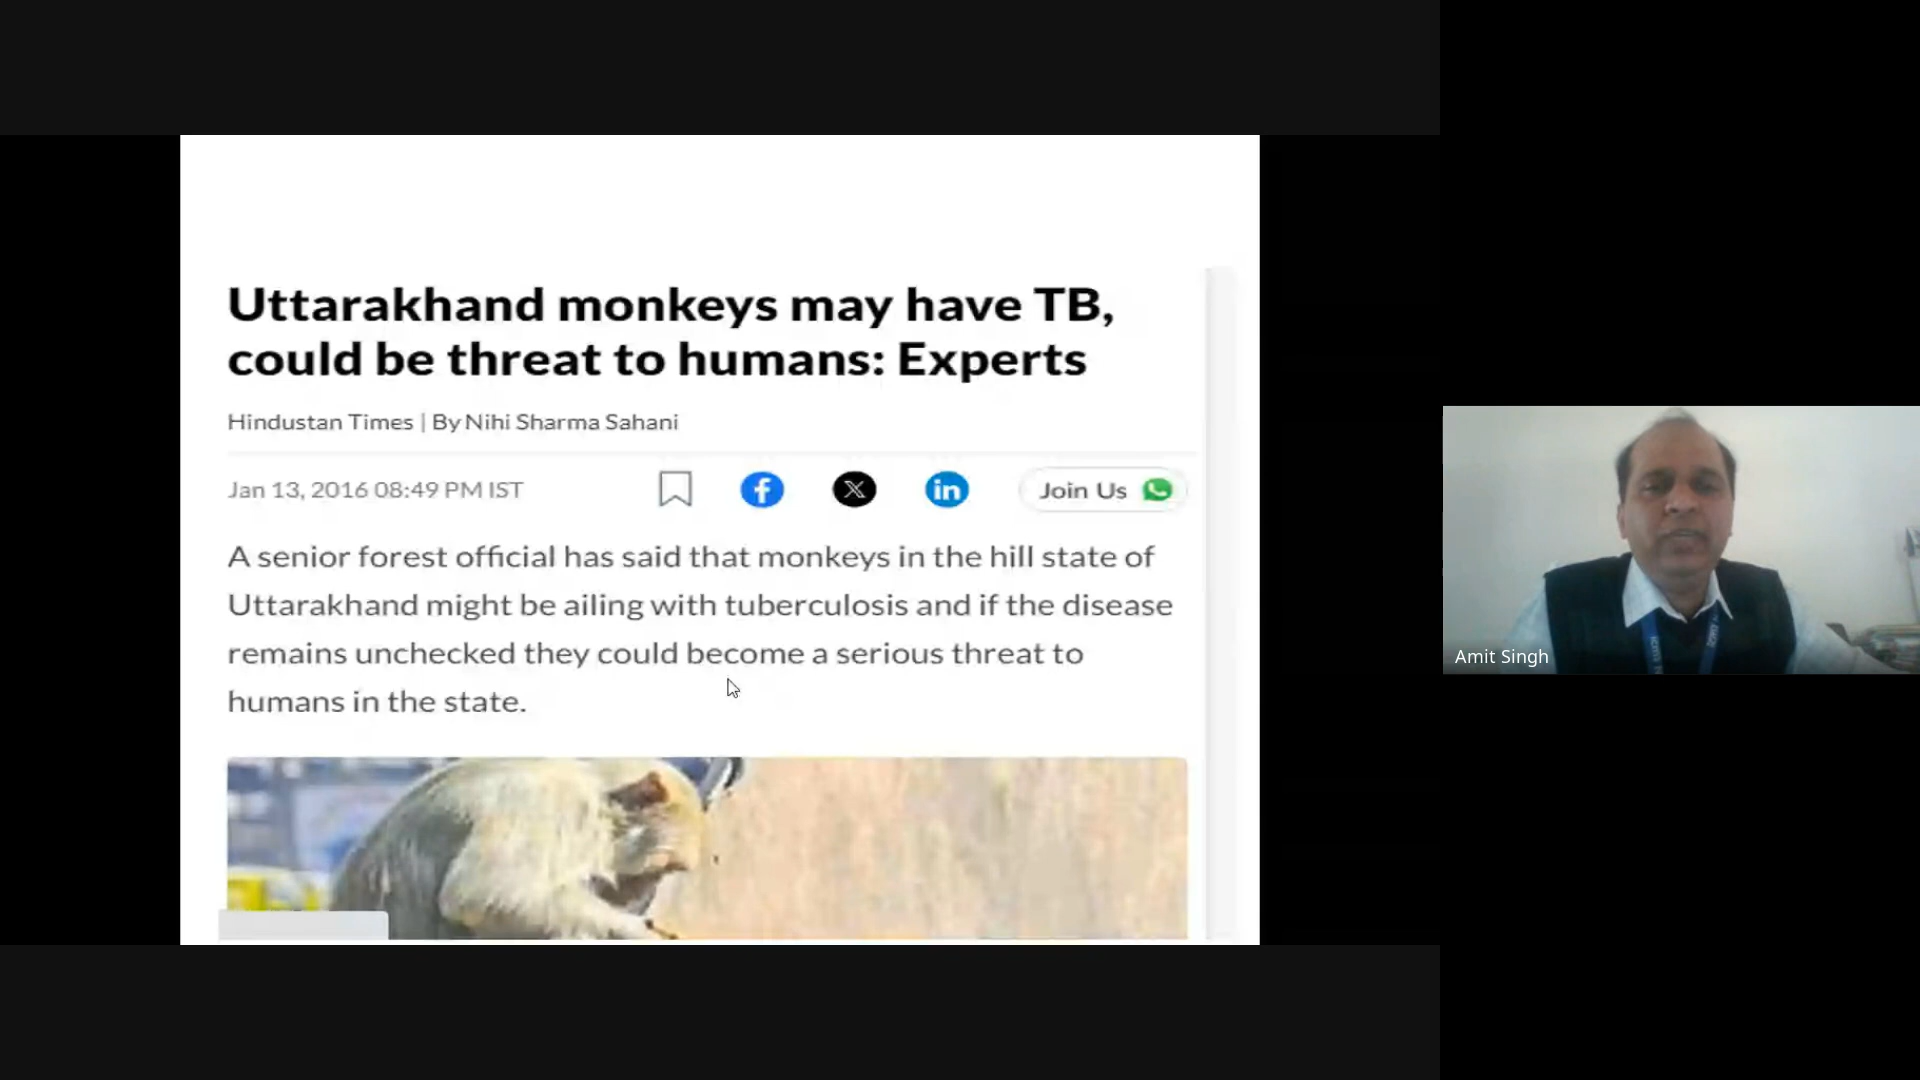 Uttarakhand monkeys may have TB,
could be threat to humans: Experts
Hindustan Times | By Nihi Sharma Sahani
Jan 13, 2016 08:49 PM IST
Join Us
A senior forest official has said that monkeys in the hill state of
Uttarakhand might be ailing with tuberculosis and if the disease
remains unchecked they could become a serious threat to
humans in the state.
Amit Singh